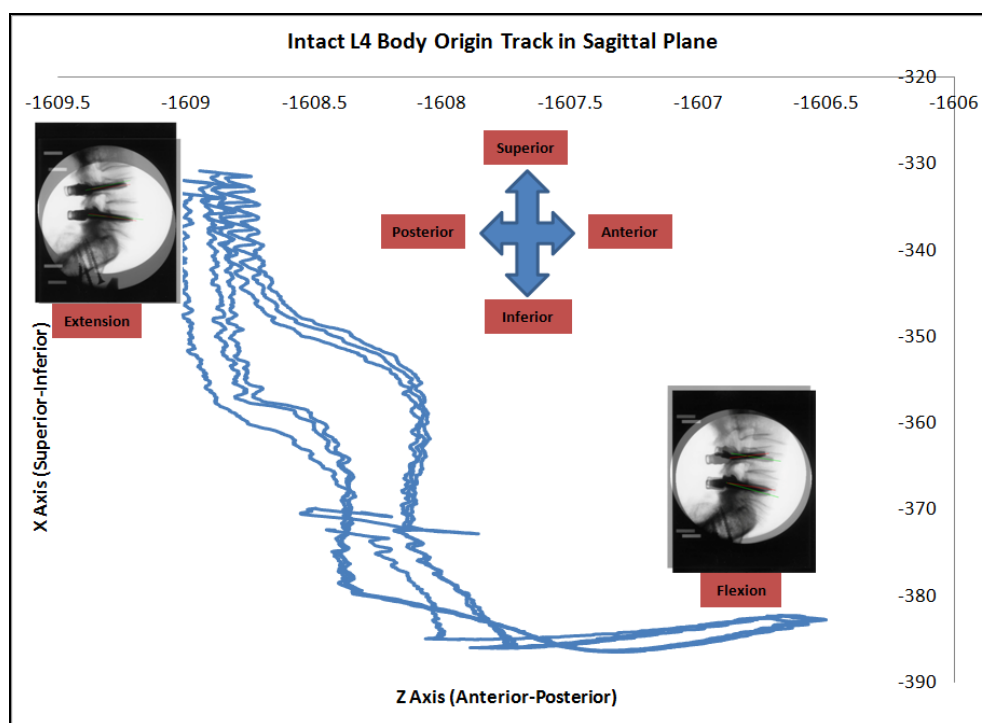 Intact L4 Body Origin Track in Sagittal Plane
-320
-1609.5 -1609 -1608.5 -1608 -1607.5 -1607 -1606.5 -1606
Superior
-330
Posterior Anterior
-340
Inferior
Extension
-350
-360
-370
Flexion
-380
-390
X Axis (Superior-Inferior)
Z Axis (Anterior-Posterior)